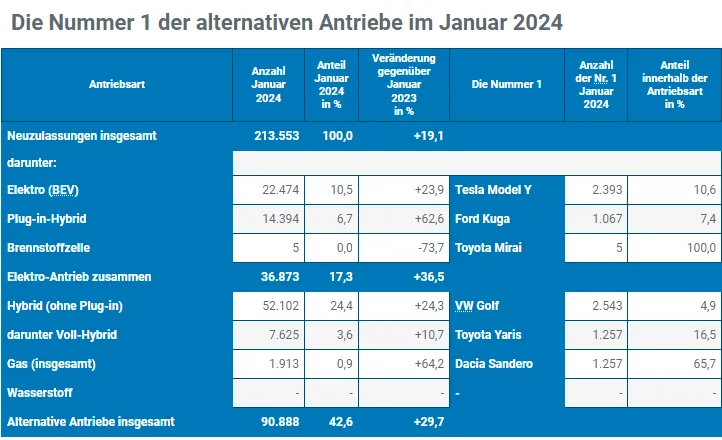 Die Nummer 1 der alternativen Antriebe im Januar 2024
Antriebsart Anzahl Januar 2024 Anteil Januar 2024 in % Veränderung gegenüber Januar 2023 in % Die Nummer 1 Anzahl der Nr. 1 Januar 2024 Anteil innerhalb der Antriebsart in %
Neuzulassungen insgesamt 213.553 100,0 +19,1
darunter:
Elektro (BEV) 22.474 10,5 +23,9 Tesla Model Y 2.393 10,6
Plug-in-Hybrid 14.394 6,7 +62,6 Ford Kuga 1.067 7,4
Brennstoffzelle 5 0,0 -73,7 Toyota Mirai 5 100,0
Elektro-Antrieb zusammen 36.873 17,3 +36,5
Hybrid (ohne Plug-in) 52.102 24,4 +24,3 VW Golf 2.543 4,9
darunter Voll-Hybrid 7.625 3,6 +10,7 Toyota Yaris 1.257 16,5
Gas (insgesamt) 1.913 0,9 +64,2 Dacia Sandero 1.257 65,7
Wasserstoff - - - - - -
Alternative Antriebe insgesamt 90.888 42,6 +29,7